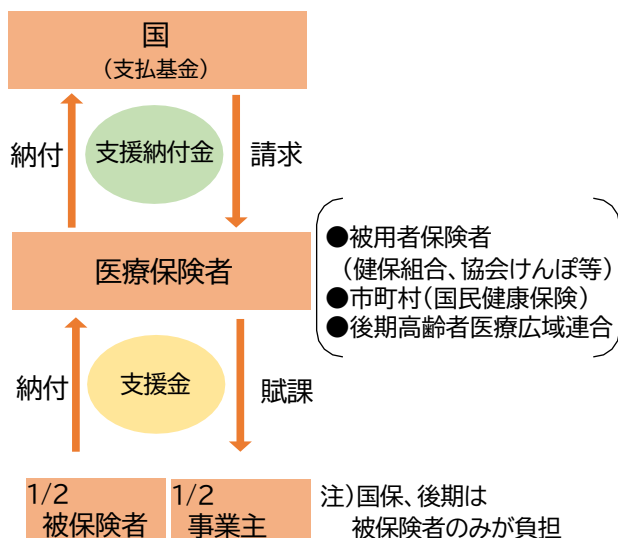 国
(支払基金)
納付
支援納付金
請求
医療保険者
●被用者保険者
(健保組合、協会けんぽ等)
●市町村(国民健康保険)
●後期高齢者医療広域連合
納付
支援金
賦課
1/2
被保険者
1/2
事業主
注)国保、後期は
被保険者のみが負担